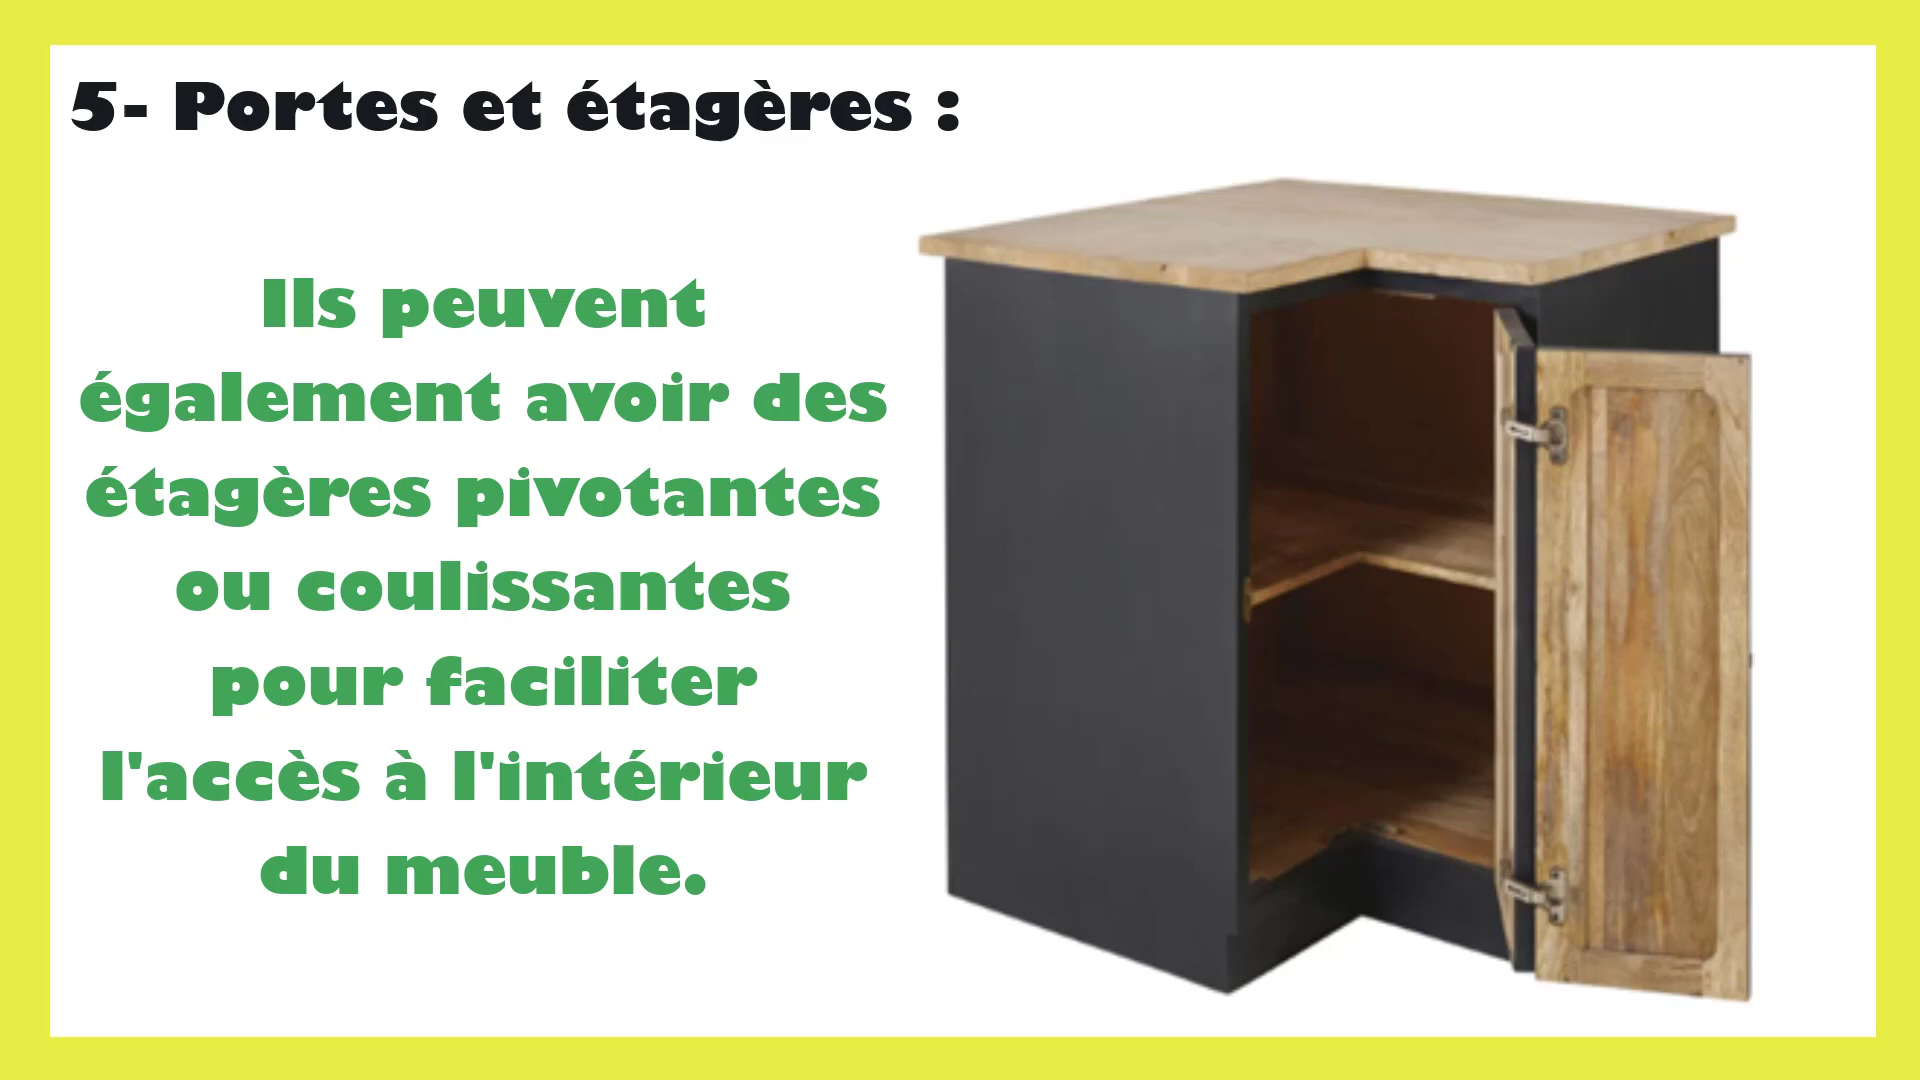 5- Portes et étagères :
Ils peuvent
également avoir des
étagères pivotantes
ou coulissantes
pour faciliter
l'accès à l'intérieur
du meuble.